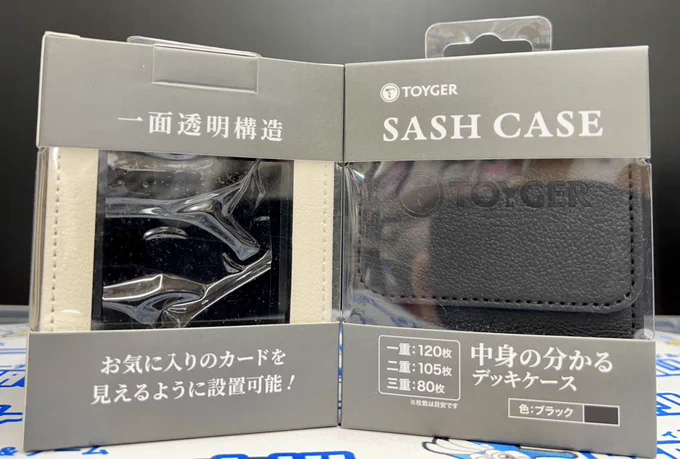 一面透明構造
お気に入りのカードを
見えるように設置可能!
TOYGER
SASH CASE
TOYGER
一重:120枚
二重:105枚
三重:80枚
※枚数は目安です
中身の分かる
デッキケース
色:ブラック